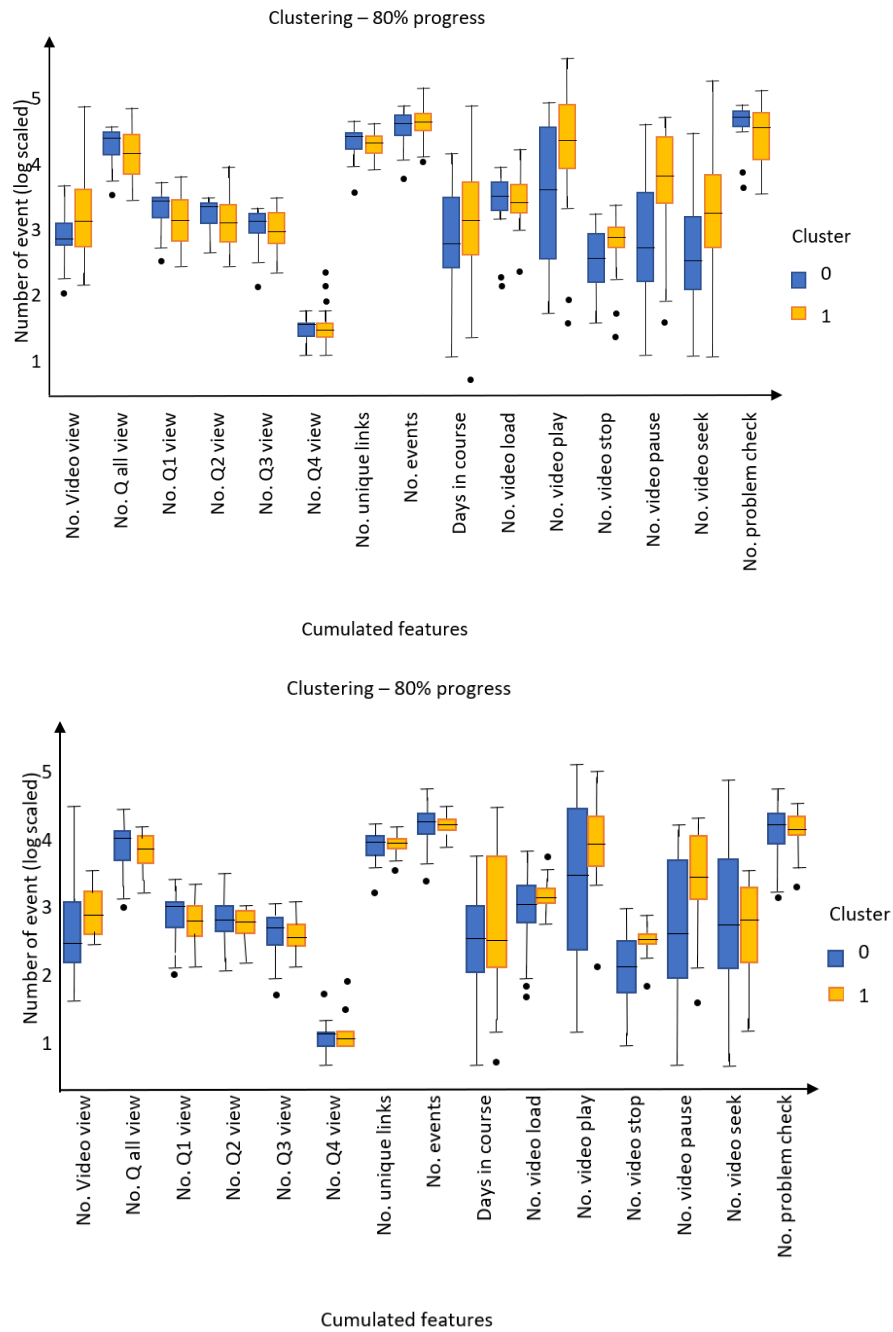 Clustering – 80% progress
Number of event (log scaled)
5
4
3
2
1
Cluster
0
1
No. Video view
No. Q all view
No. Q1 view
No. Q2 view
No. Q3 view
No. Q4 view
No. unique links
No. events
Days in course
No. video load
No. video play
No. video stop
No. video pause
No. video seek
No. problem check
Cumulated features
Clustering – 80% progress
Number of event (log scaled)
5
4
3
2
1
Cluster
0
1
No. Video view
No. Q all view
No. Q1 view
No. Q2 view
No. Q3 view
No. Q4 view
No. unique links
No. events
Days in course
No. video load
No. video play
No. video stop
No. video pause
No. video seek
No. problem check
Cumulated features